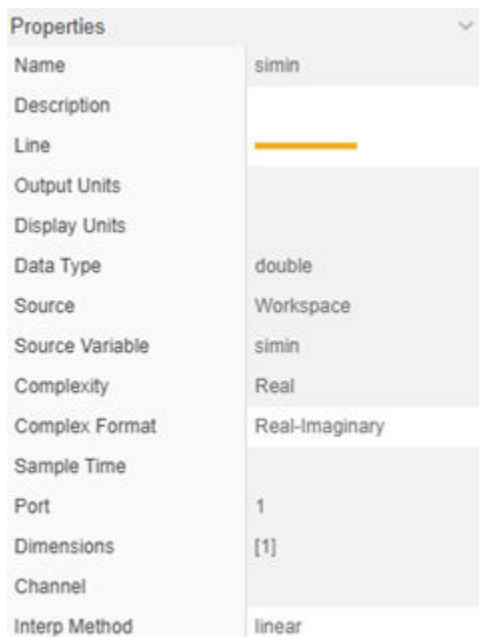 Properties
Name simin
Description
Line
Output Units
Display Units
Data Type double
Source Workspace
Source Variable simin
Complexity Real
Complex Format Real-Imaginary
Sample Time
Port 1
Dimensions [1]
Channel
Interp Method linear